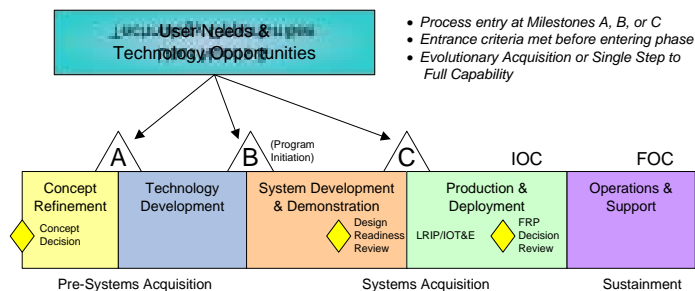 User Needs &
Technology Opportunities
• Process entry at Milestones A, B, or C
• Entrance criteria met before entering phase
• Evolutionary Acquisition or Single Step to
Full Capability
A
B
(Program
Initiation)
C
IOC
FOC
Concept
Refinement
Technology
Development
System Development
& Demonstration
Production &
Deployment
Operations &
Support
Concept
Decision
Design
Readiness
Review
LRIP/IOT&E
FRP
Decision
Review
Pre-Systems Acquisition
Systems Acquisition
Sustainment